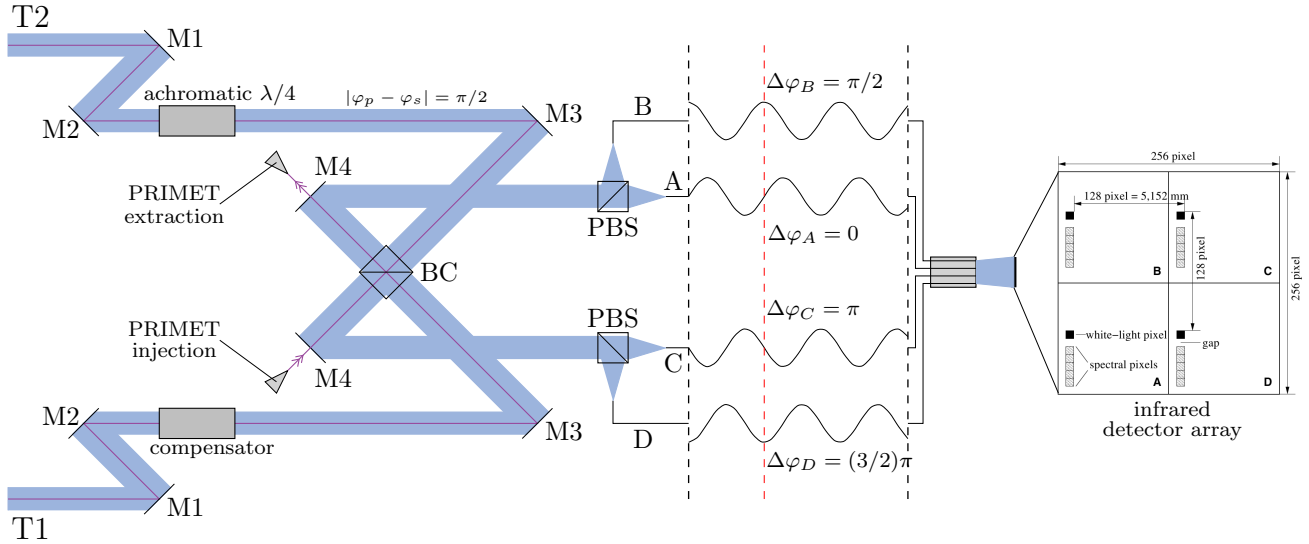 T2
M1
achromatic λ/4
|φp − φs| = π/2
M2
M3
M4
PRIMET
extraction
BC
PRIMET
injection
M4
M2
compensator
M3
M1
T1
B
A
PBS
PBS
C
D
ΔφB = π/2
ΔφA = 0
ΔφC = π
ΔφD = (3/2)π
256 pixel
128 pixel = 5,152 mm
128 pixel
256 pixel
B
C
white-light pixel
gap
spectral pixels
A
D
infrared
detector array